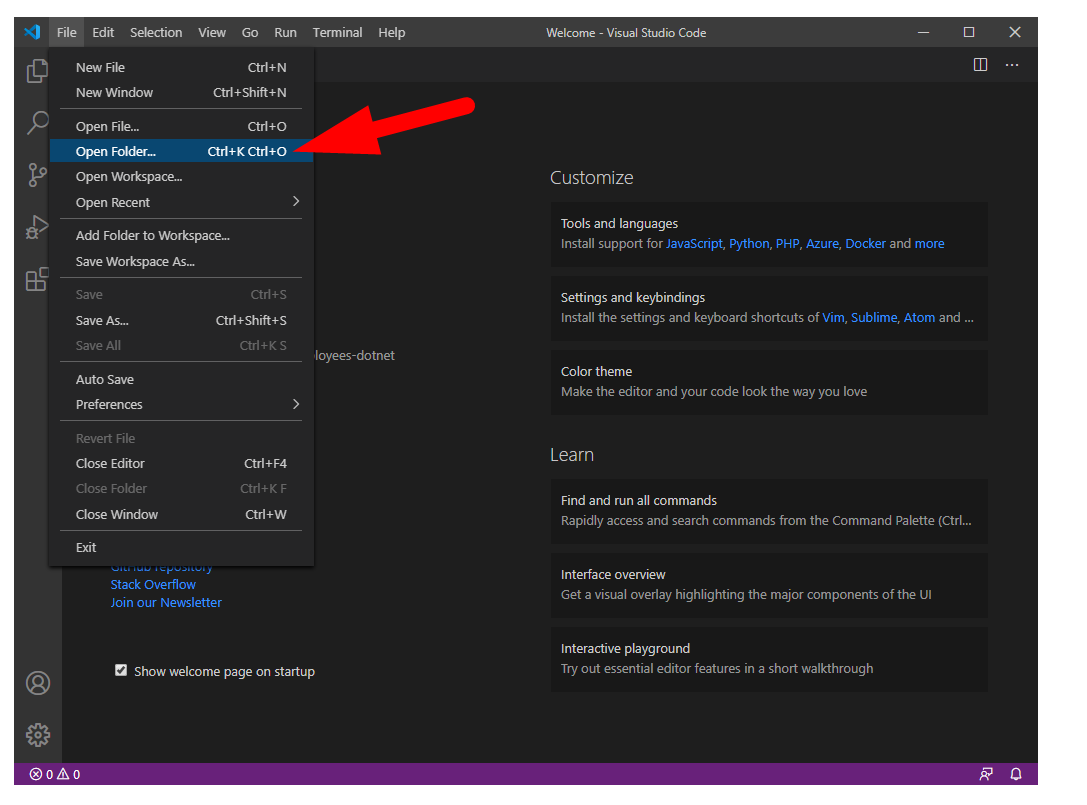 File Edit Selection View Go Run Terminal Help Welcome - Visual Studio Code
New File Ctrl+N
New Window Ctrl+Shift+N
Open File... Ctrl+O
Open Folder... Ctrl+K Ctrl+O
Open Workspace...
Open Recent
Add Folder to Workspace...
Save Workspace As...
Save Ctrl+S
Save As... Ctrl+Shift+S
Save All Ctrl+K S
Auto Save
Preferences
Revert File
Close Editor Ctrl+F4
Close Folder Ctrl+K F
Close Window Ctrl+W
Exit
loyees-dotnet
GitHub repository
Stack Overflow
Join our Newsletter
Show welcome page on startup
Customize
Tools and languages
Install support for JavaScript, Python, PHP, Azure, Docker and more
Settings and keybindings
Install the settings and keyboard shortcuts of Vim, Sublime, Atom and ...
Color theme
Make the editor and your code look the way you love
Learn
Find and run all commands
Rapidly access and search commands from the Command Palette (Ctrl...
Interface overview
Get a visual overlay highlighting the major components of the UI
Interactive playground
Try out essential editor features in a short walkthrough
0 0